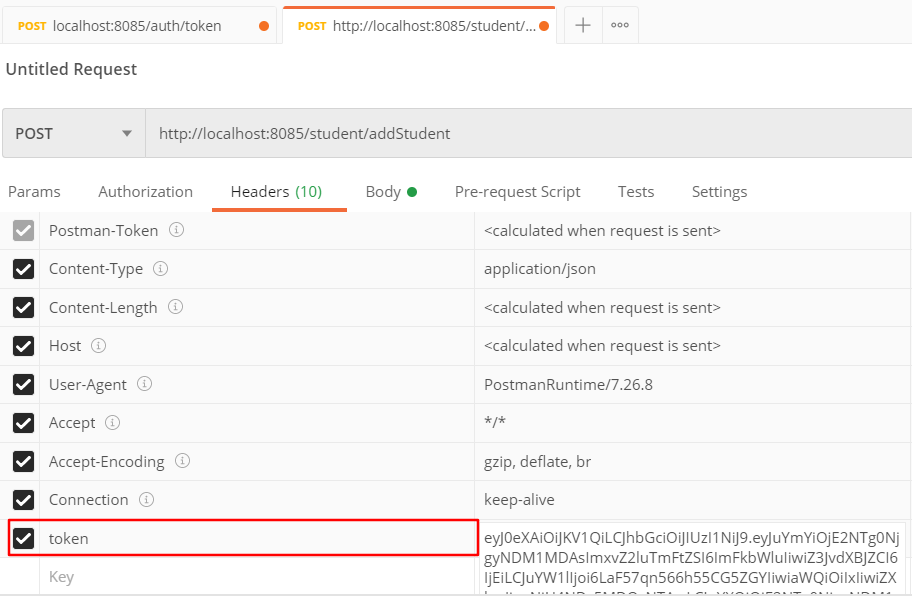 POST localhost:8085/auth/token
POST http://localhost:8085/student/...
Untitled Request
POST http://localhost:8085/student/addStudent
Params Authorization Headers (10) Body Pre-request Script Tests Settings
Postman-Token <calculated when request is sent>
Content-Type application/json
Content-Length <calculated when request is sent>
Host <calculated when request is sent>
User-Agent PostmanRuntime/7.26.8
Accept */*
Accept-Encoding gzip, deflate, br
Connection keep-alive
token eyJ0eXAiOiJKV1QiLCJhbGciOiJIUzI1NiJ9.eyJuYmYiOjE2NTg0Nj
gyNDM1MDAsImxvZ2luTmFtZSI6ImFkbWluIiwiZ3JvdXBJZCI6
IjEiLCJuYW1lIjoi6LaF57qn566h55CG5ZGYIiwiaWQiOiIxIiwiZX
Key